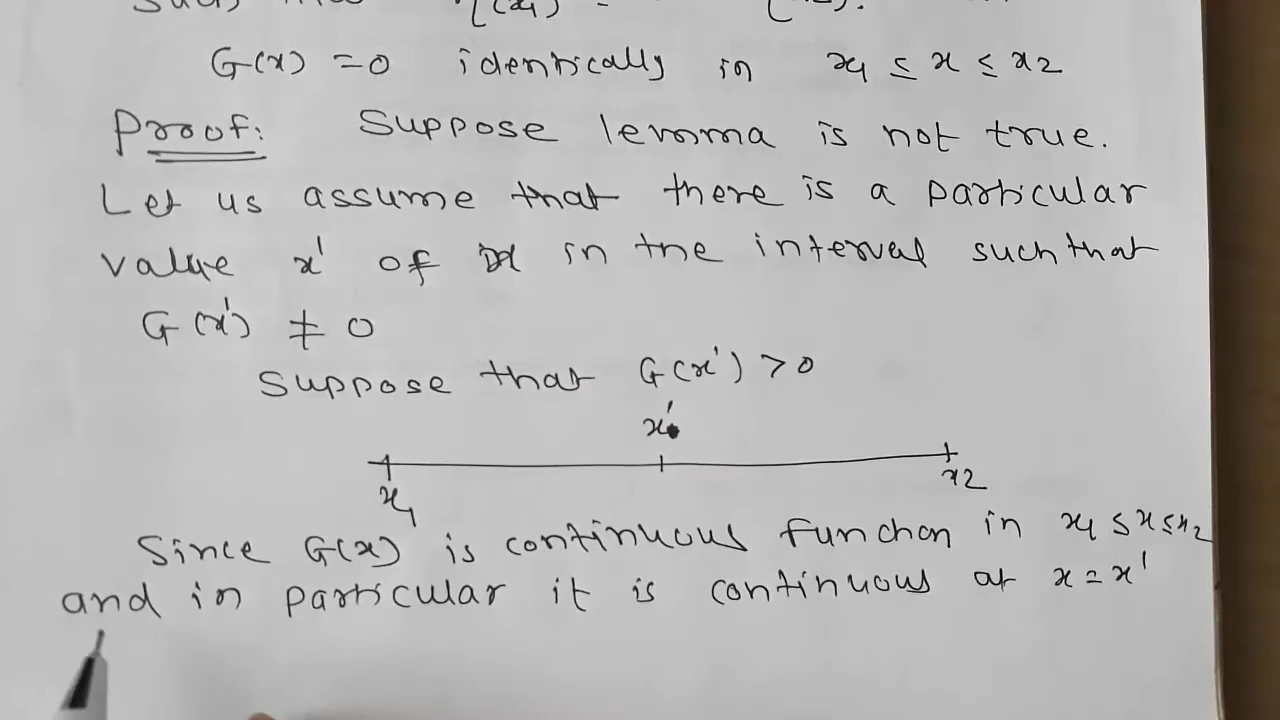 G(x) = 0 identically in x₁ ≤ x ≤ x2
Proof: Suppose lemma is not true.
Let us assume that there is a particular
value x' of x in the interval such that
G(x') ≠ 0
Suppose that G(x') > 0
x'
x₁ x2
Since G(x) is continuous function in x₁ ≤ x ≤ x2
and in particular it is continuous at x = x'